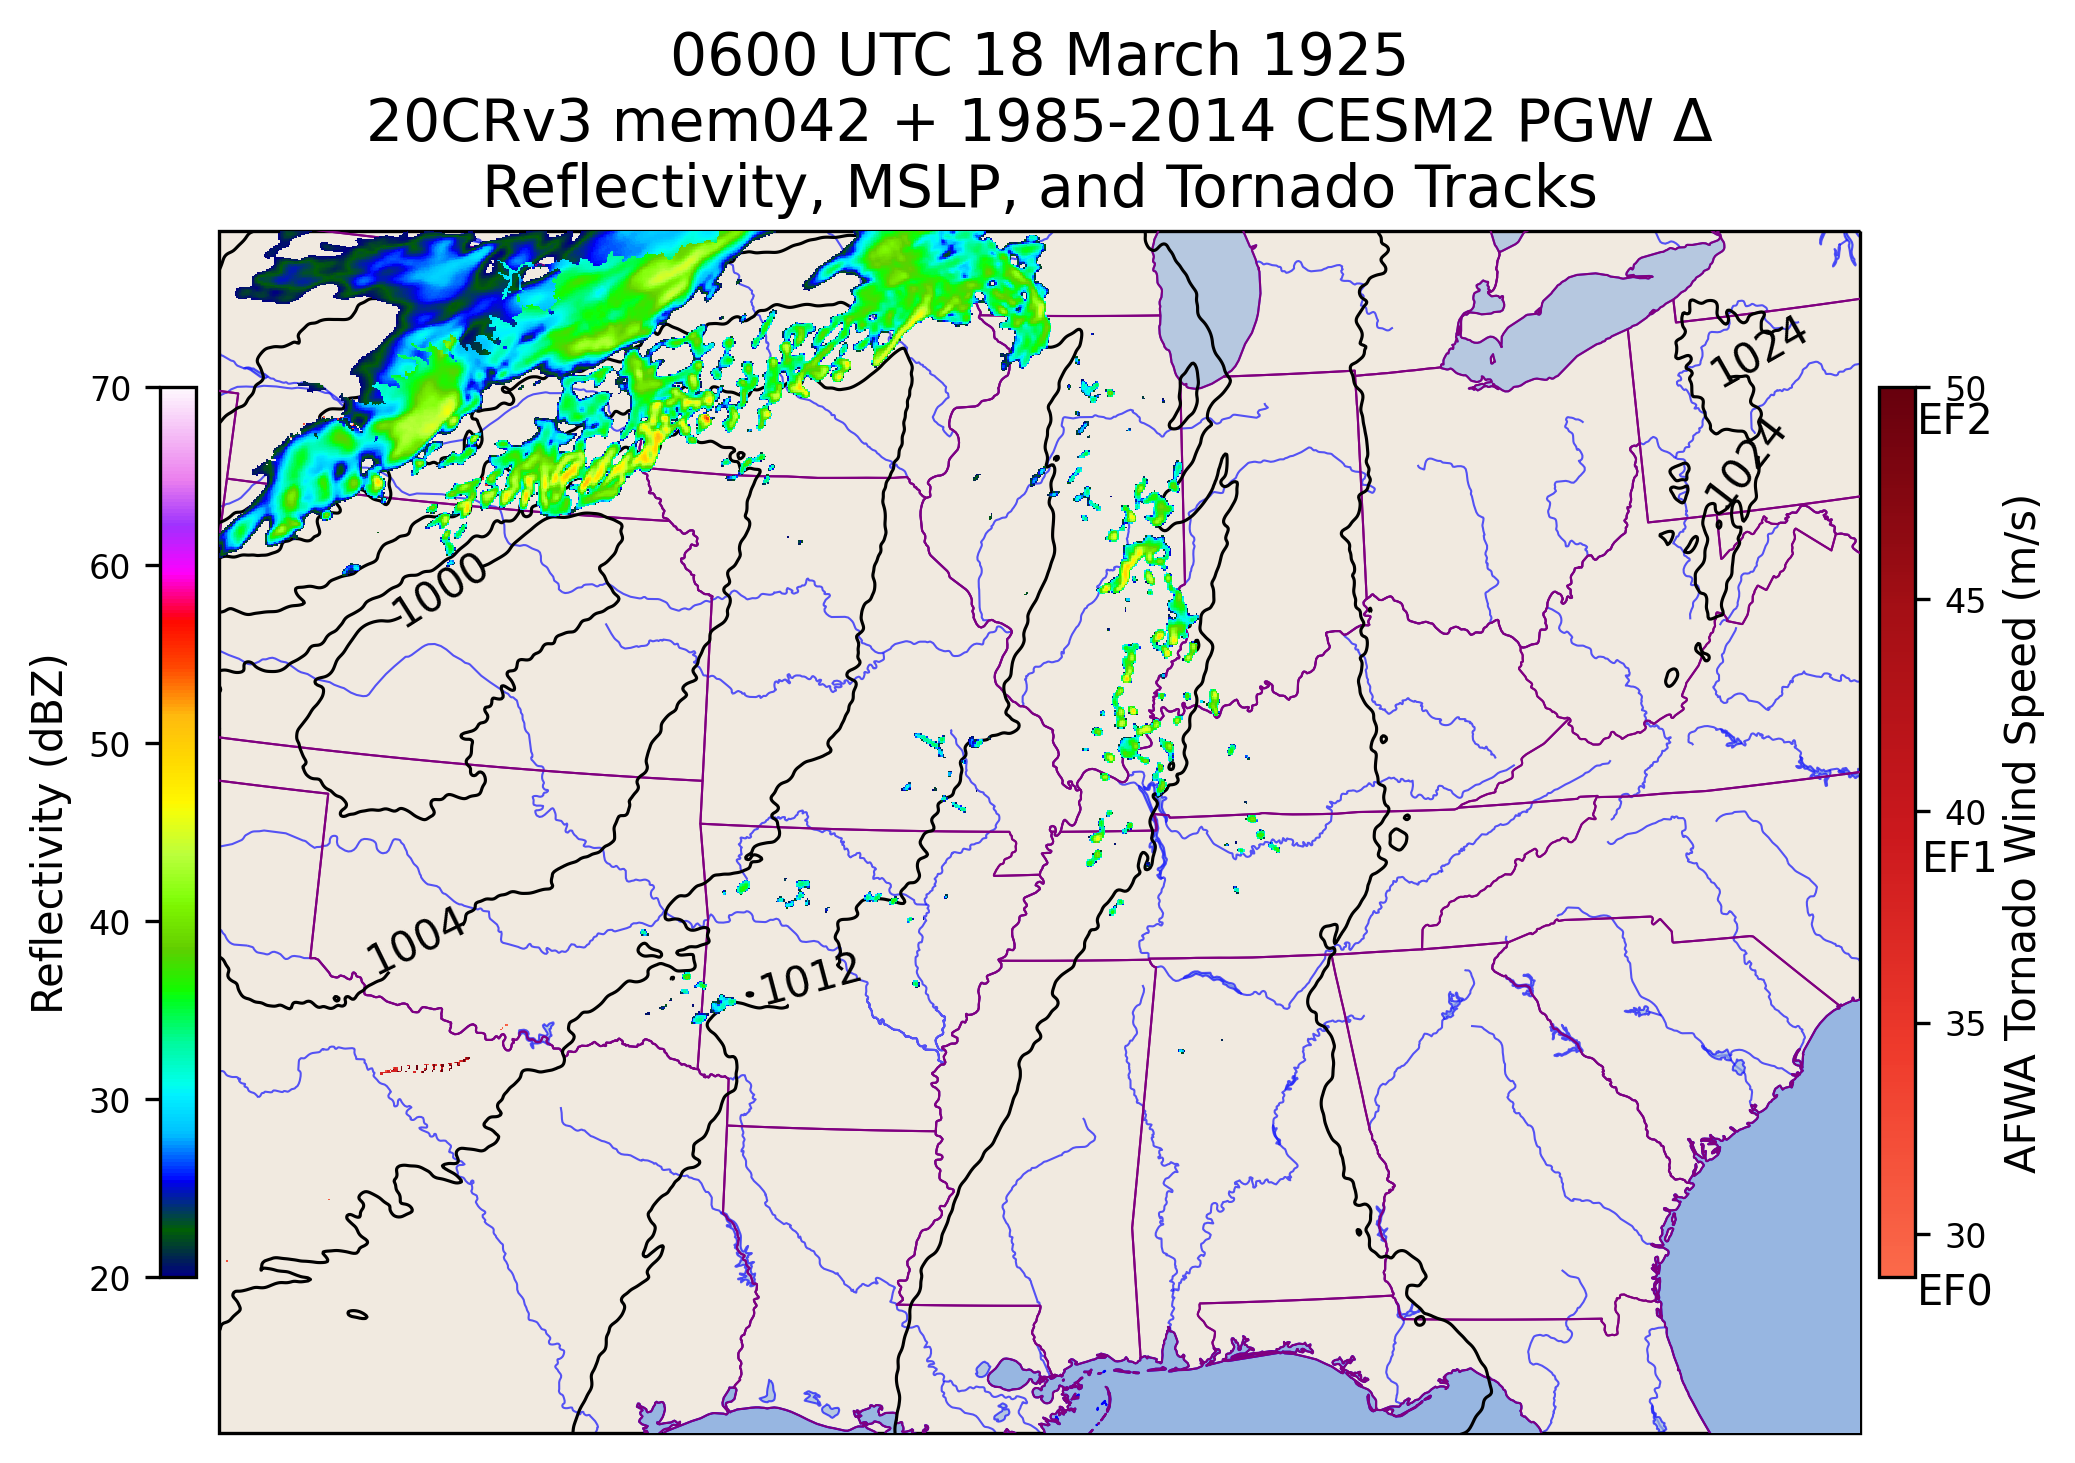 0600 UTC 18 March 1925
20CRv3 mem042 + 1985-2014 CESM2 PGW Δ
Reflectivity, MSLP, and Tornado Tracks
1024
1024
1000
1004
1012
70
60
50
40
30
20
Reflectivity (dBZ)
50
EF2
45
40
EF1
35
30
EF0
AFWA Tornado Wind Speed (m/s)